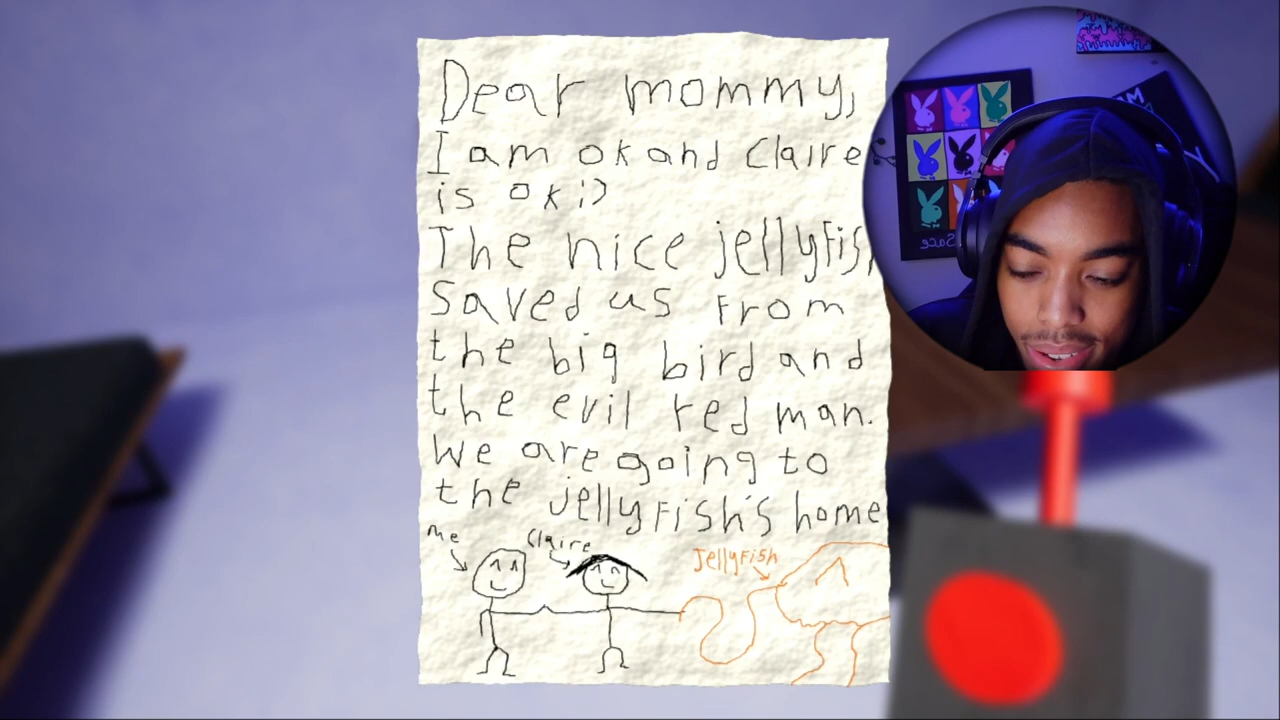 Dear mommy,
I am ok and Claire
is ok :)
The nice jellyfis
saved us from
the big bird and
the evil red man.
We are going to
the jellyfish's home
me
Claire
Jellyfish